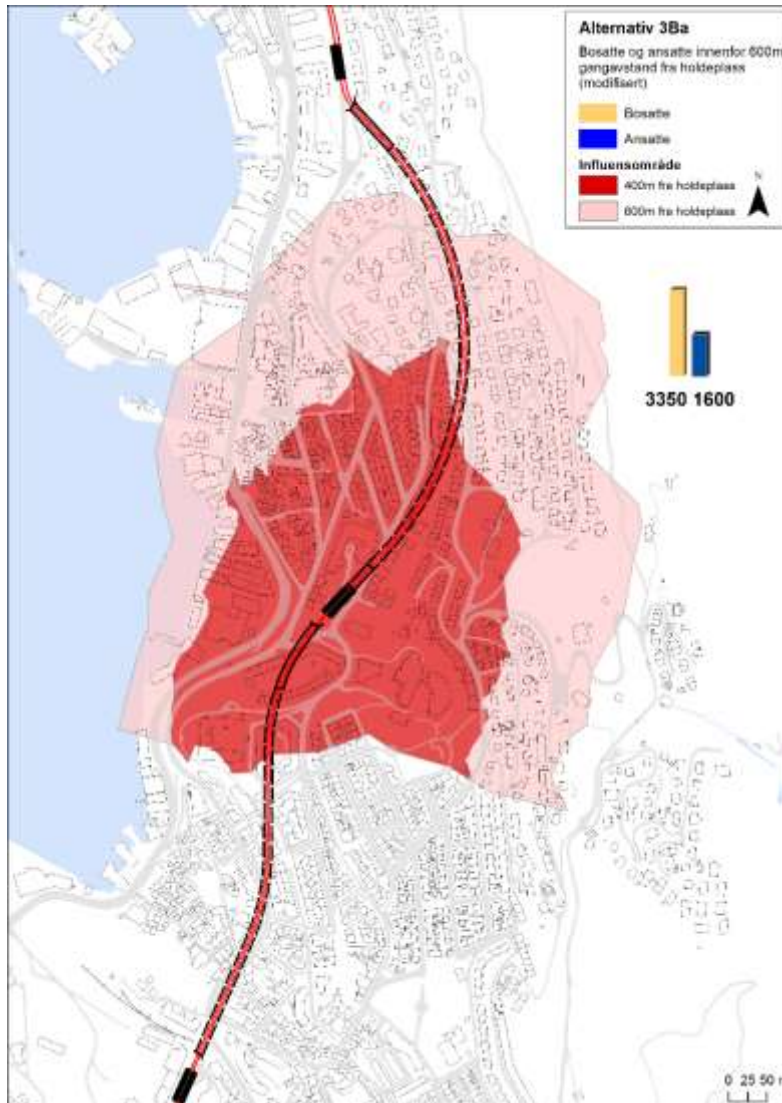 Alternativ 3Ba
Bosatte og ansatte innenfor 600m
gangavstand fra holdeplass
(modifisert)
Bosatte
Ansatte
Influensområde
400m fra holdeplass
600m fra holdeplass
N
3350 1600
0 25 50 m